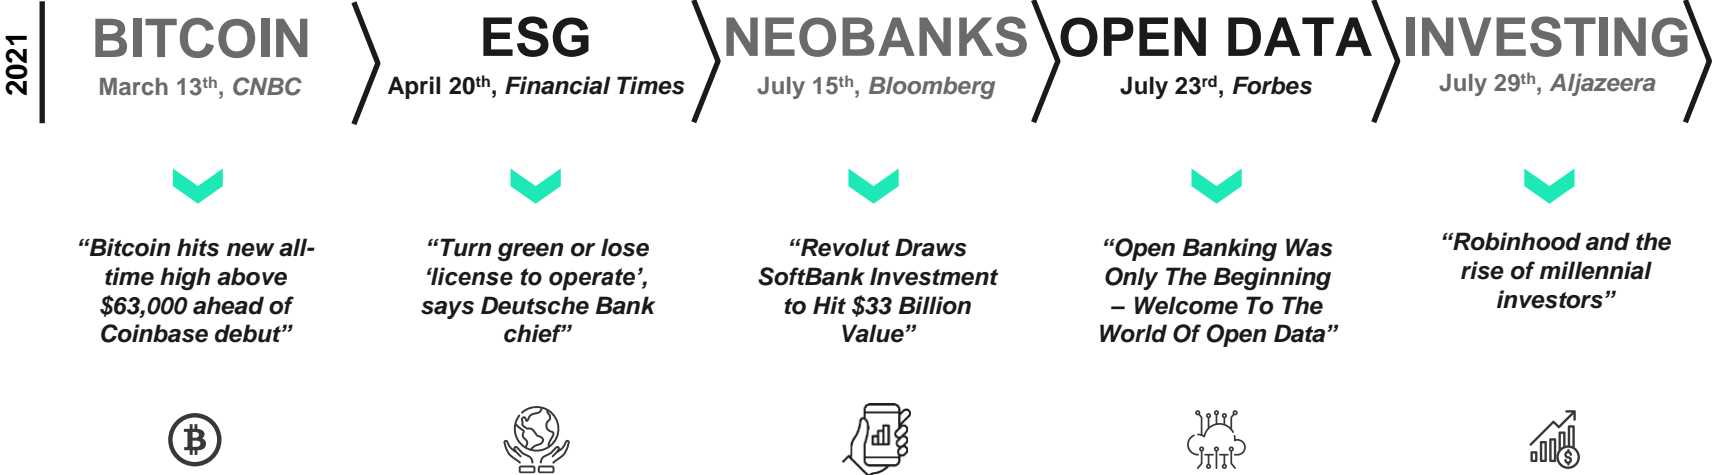 2021
BITCOIN
March 13th, CNBC
ESG
April 20th, Financial Times
NEOBANKS
July 15th, Bloomberg
OPEN DATA
July 23rd, Forbes
INVESTING
July 29th, Aljazeera
“Bitcoin hits new all-
time high above
$63,000 ahead of
Coinbase debut”
“Turn green or lose
‘license to operate’,
says Deutsche Bank
chief”
“Revolut Draws
SoftBank Investment
to Hit $33 Billion
Value”
“Open Banking Was
Only The Beginning
– Welcome To The
World Of Open Data”
“Robinhood and the
rise of millennial
investors”